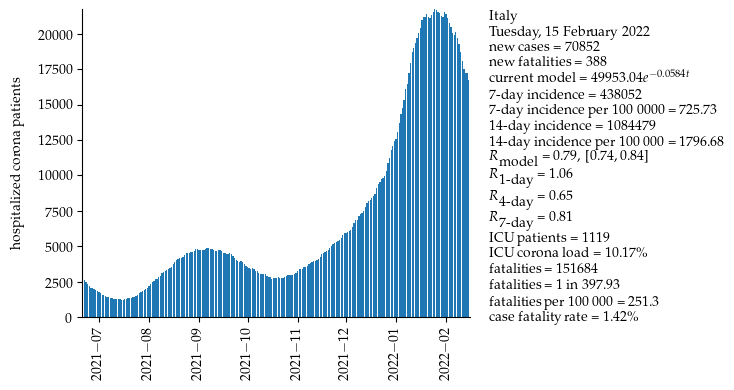 hospitalized corona patients
20000
17500
15000
12500
10000
7500
5000
2500
0
2021−07
2021−08
2021−09
2021−10
2021−11
2021−12
2022−01
2022−02
Italy
Tuesday, 15 February 2022
new cases = 70852
new fatalities = 388
current model = 49953.04e^−0.0584t
7-day incidence = 438052
7-day incidence per 100 0000 = 725.73
14-day incidence = 1084479
14-day incidence per 100 000 = 1796.68
R_model = 0.79, [0.74, 0.84]
R_1-day = 1.06
R_4-day = 0.65
R_7-day = 0.81
ICU patients = 1119
ICU corona load = 10.17%
fatalities = 151684
fatalities = 1 in 397.93
fatalities per 100 000 = 251.3
case fatality rate = 1.42%